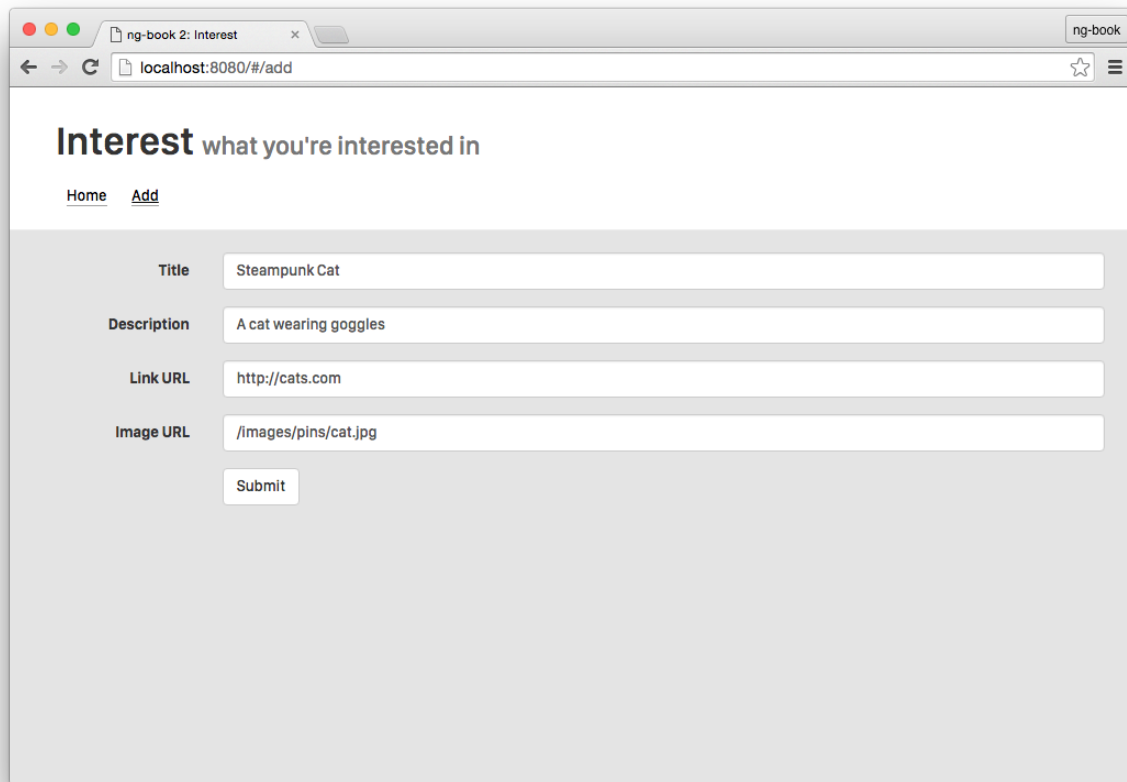 ng-book 2: Interest
ng-book
localhost:8080/#/add
Interest what you're interested in
Home Add
Title Steampunk Cat
Description A cat wearing goggles
Link URL http://cats.com
Image URL /images/pins/cat.jpg
Submit